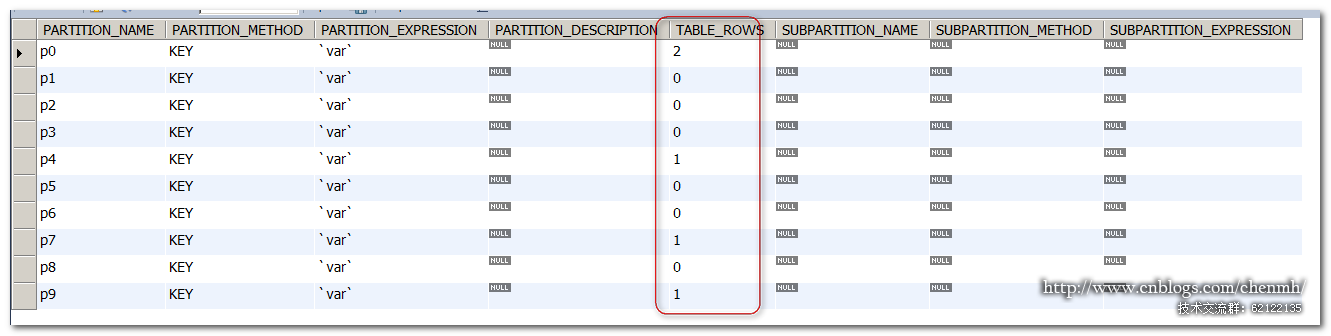 PARTITION_NAME PARTITION_METHOD PARTITION_EXPRESSION PARTITION_DESCRIPTION TABLE_ROWS SUBPARTITION_NAME SUBPARTITION_METHOD SUBPARTITION_EXPRESSION
p0 KEY `var` NULL 2 NULL NULL NULL
p1 KEY `var` NULL 0 NULL NULL NULL
p2 KEY `var` NULL 0 NULL NULL NULL
p3 KEY `var` NULL 0 NULL NULL NULL
p4 KEY `var` NULL 1 NULL NULL NULL
p5 KEY `var` NULL 0 NULL NULL NULL
p6 KEY `var` NULL 0 NULL NULL NULL
p7 KEY `var` NULL 1 NULL NULL NULL
p8 KEY `var` NULL 0 NULL NULL NULL
p9 KEY `var` NULL 1 NULL NULL NULL
http://www.cnblogs.com/chenmh/
技术交流群：62122135